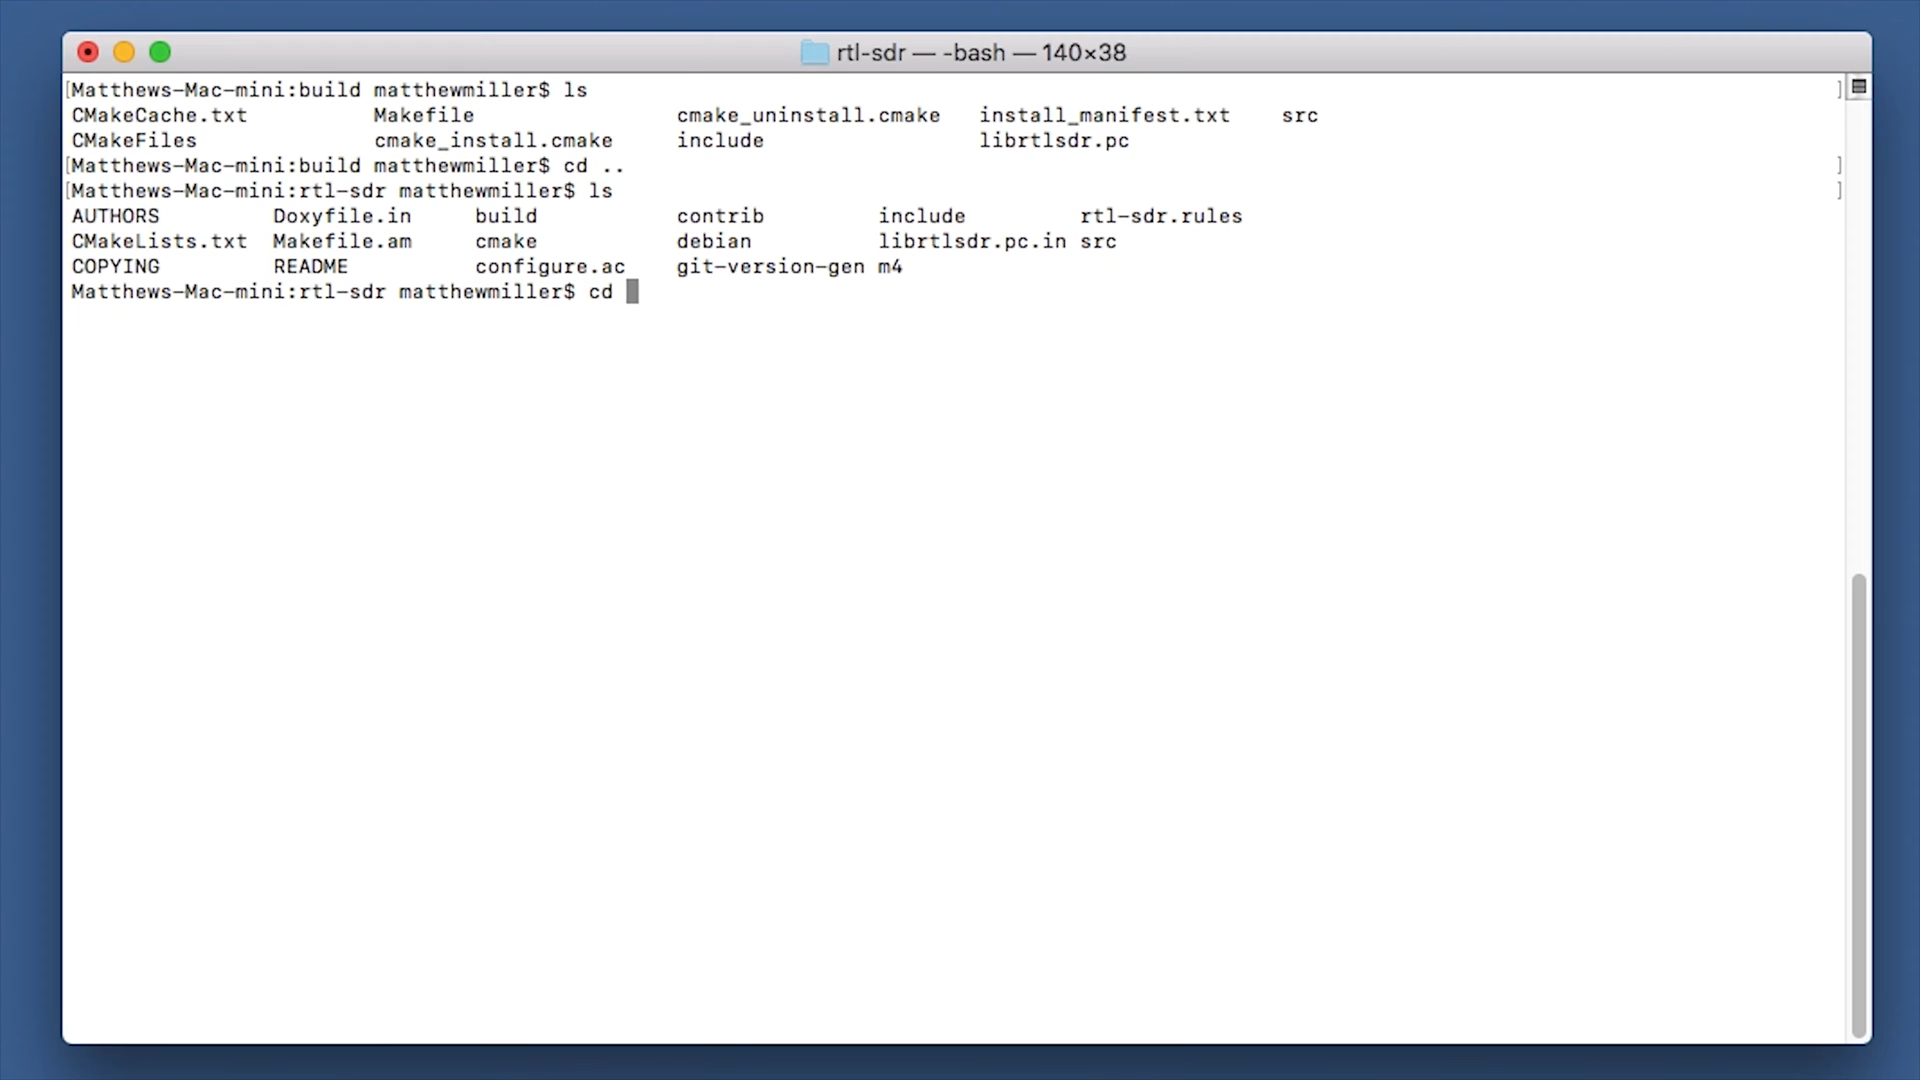 rtl-sdr — -bash — 140×38
[Matthews-Mac-mini:build matthewmiller$ ls ]
CMakeCache.txt Makefile cmake_uninstall.cmake install_manifest.txt src
CMakeFiles cmake_install.cmake include librtlsdr.pc
[Matthews-Mac-mini:build matthewmiller$ cd .. ]
[Matthews-Mac-mini:rtl-sdr matthewmiller$ ls ]
AUTHORS Doxyfile.in build contrib include rtl-sdr.rules
CMakeLists.txt Makefile.am cmake debian librtlsdr.pc.in src
COPYING README configure.ac git-version-gen m4
Matthews-Mac-mini:rtl-sdr matthewmiller$ cd